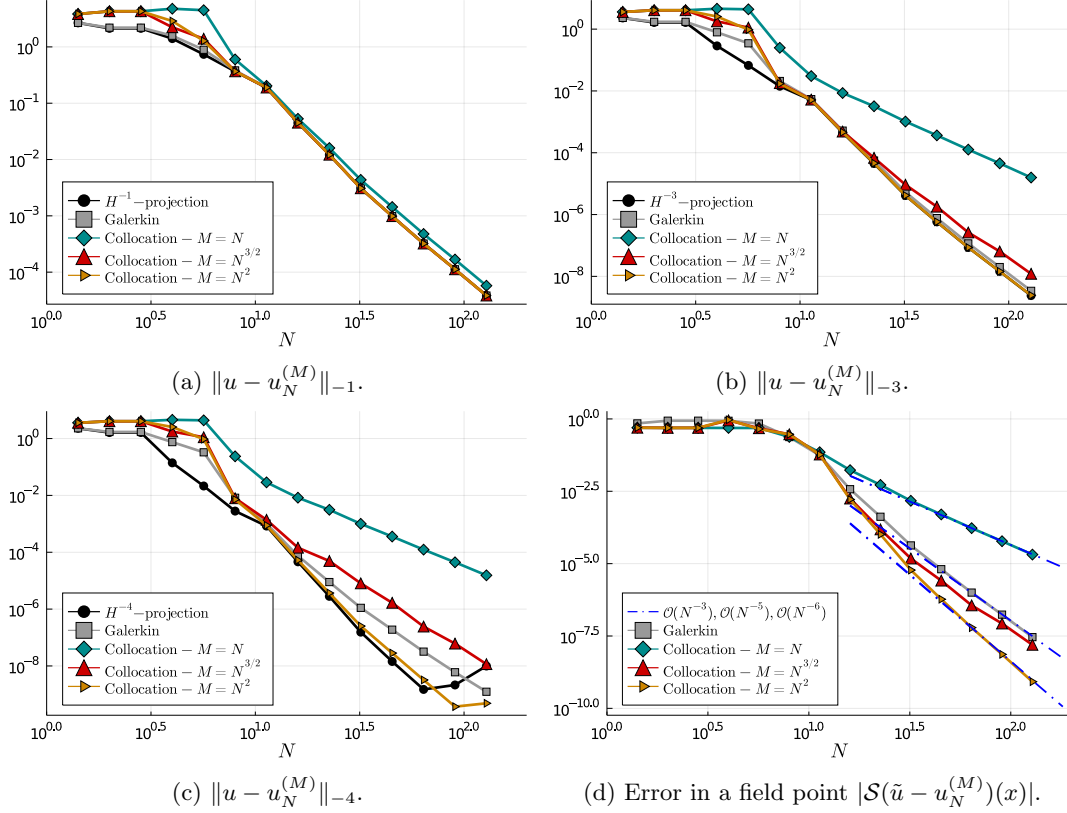 10^0
10^{-1}
10^{-2}
10^{-3}
10^{-4}
H^{-1}−projection
Galerkin
Collocation − M = N
Collocation − M = N^{3/2}
Collocation − M = N^2
10^{0.0} 10^{0.5} 10^{1.0} 10^{1.5} 10^{2.0}
N
(a) ‖u − u_N^{(M)}‖_{−1}.
10^0
10^{-2}
10^{-4}
10^{-6}
10^{-8}
H^{-3}−projection
Galerkin
Collocation − M = N
Collocation − M = N^{3/2}
Collocation − M = N^2
10^{0.0} 10^{0.5} 10^{1.0} 10^{1.5} 10^{2.0}
N
(b) ‖u − u_N^{(M)}‖_{−3}.
10^0
10^{-2}
10^{-4}
10^{-6}
10^{-8}
H^{-4}−projection
Galerkin
Collocation − M = N
Collocation − M = N^{3/2}
Collocation − M = N^2
10^{0.0} 10^{0.5} 10^{1.0} 10^{1.5} 10^{2.0}
N
(c) ‖u − u_N^{(M)}‖_{−4}.
10^{0.0}
10^{-2.5}
10^{-5.0}
10^{-7.5}
10^{-10.0}
𝒪(N^{-3}), 𝒪(N^{-5}), 𝒪(N^{-6})
Galerkin
Collocation − M = N
Collocation − M = N^{3/2}
Collocation − M = N^2
10^{0.0} 10^{0.5} 10^{1.0} 10^{1.5} 10^{2.0}
N
(d) Error in a field point |𝒮(ũ − u_N^{(M)})(x)|.